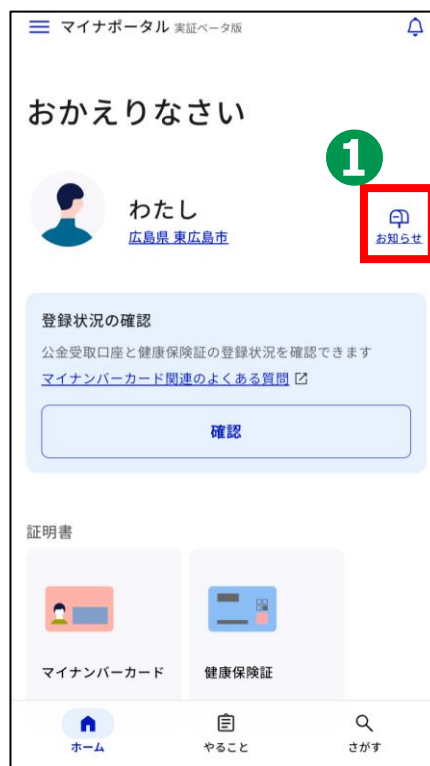 マイナポータル 実証ベータ版
おかえりなさい
1
わたし
広島県 東広島市
お知らせ
登録状況の確認
公金受取口座と健康保険証の登録状況を確認できます
マイナンバーカード関連のよくある質問
確認
証明書
マイナンバーカード
健康保険証
ホーム
やること
さがす